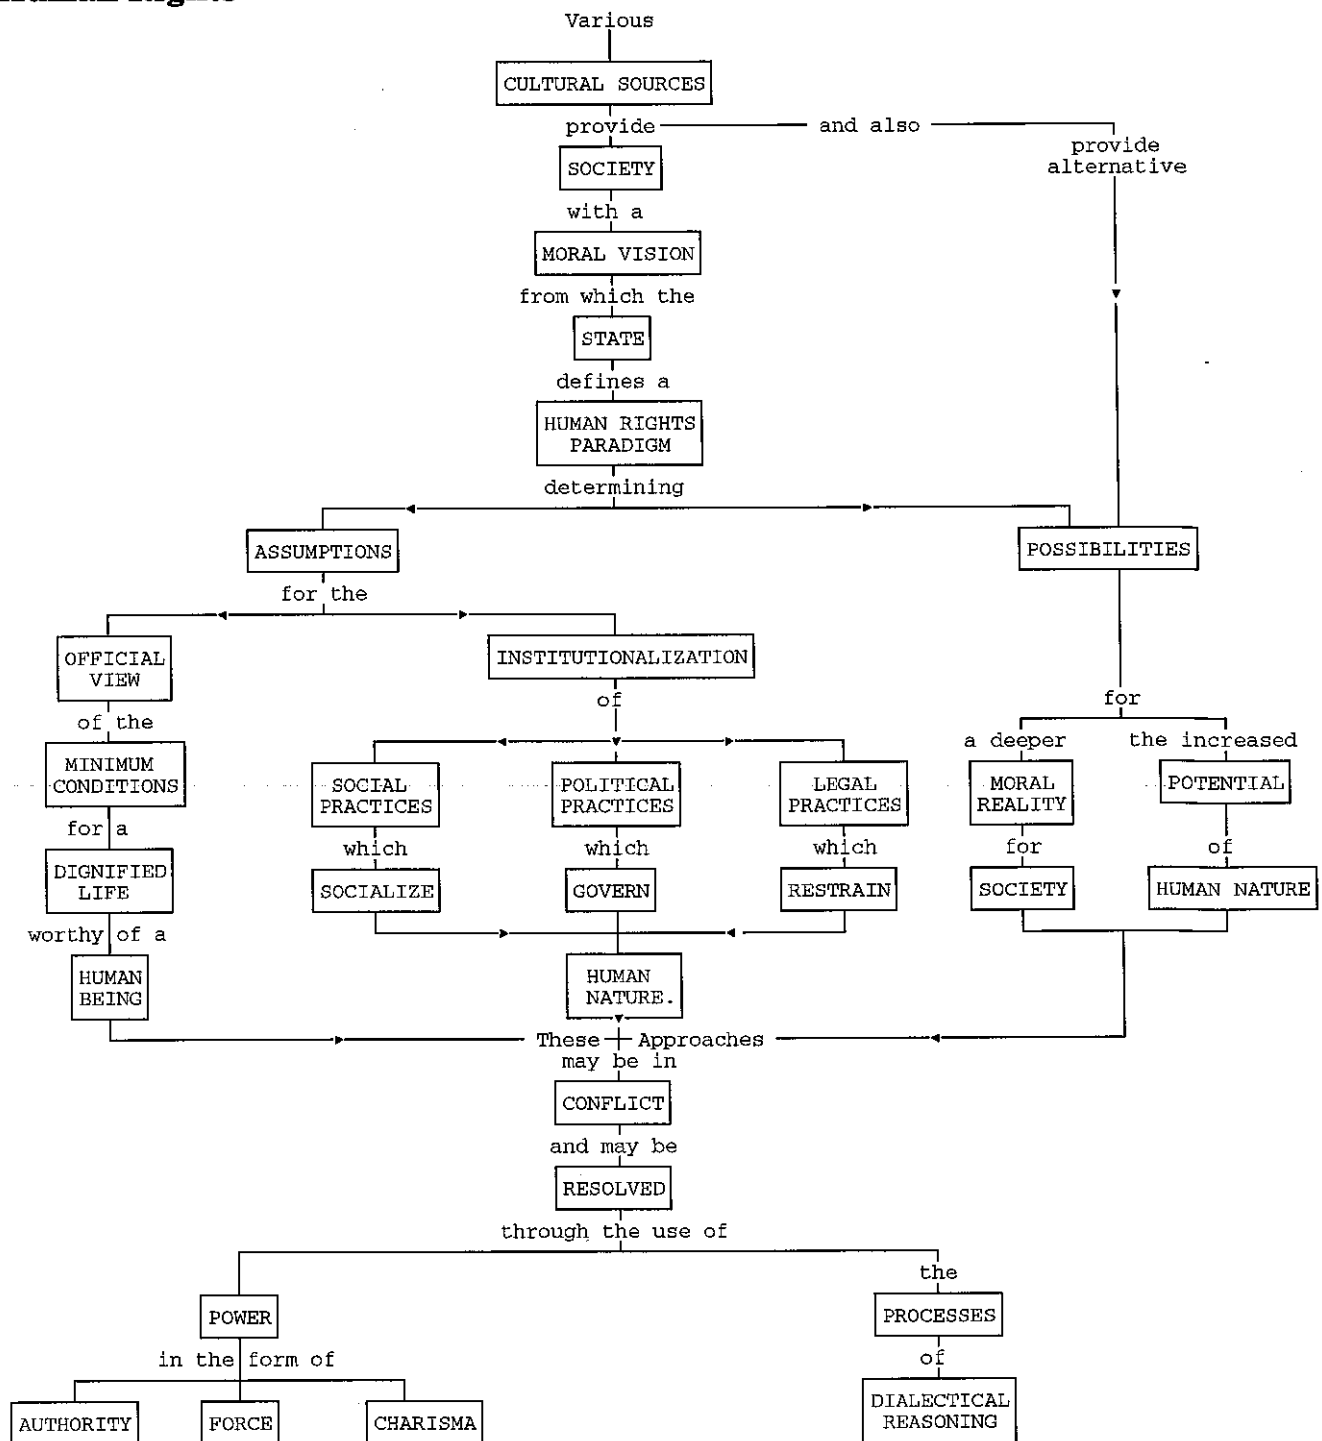 Various
CULTURAL SOURCES
provide
and also
provide
alternative
SOCIETY
with a
MORAL VISION
from which the
STATE
defines a
HUMAN RIGHTS
PARADIGM
determining
ASSUMPTIONS
POSSIBILITIES
for the
OFFICIAL
VIEW
INSTITUTIONALIZATION
of the
of
for
MINIMUM
CONDITIONS
SOCIAL
PRACTICES
POLITICAL
PRACTICES
LEGAL
PRACTICES
a deeper
MORAL
REALITY
the increased
POTENTIAL
for a
which
which
which
for
of
DIGNIFIED
LIFE
SOCIALIZE
GOVERN
RESTRAIN
SOCIETY
HUMAN NATURE
worthy of a
HUMAN
BEING
HUMAN
NATURE.
These Approaches
may be in
CONFLICT
and may be
RESOLVED
through the use of
POWER
the
PROCESSES
in the form of
of
AUTHORITY
FORCE
CHARISMA
DIALECTICAL
REASONING